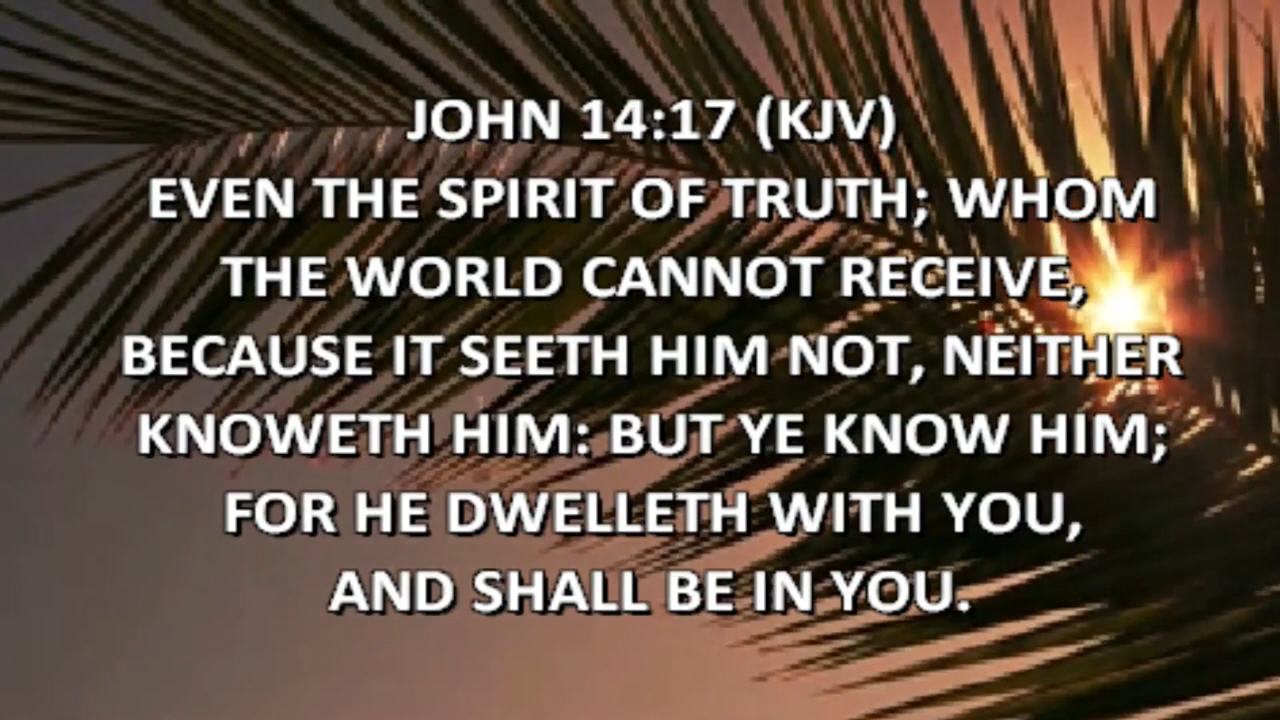 JOHN 14:17 (KJV)
EVEN THE SPIRIT OF TRUTH; WHOM
THE WORLD CANNOT RECEIVE,
BECAUSE IT SEETH HIM NOT, NEITHER
KNOWETH HIM: BUT YE KNOW HIM;
FOR HE DWELLETH WITH YOU,
AND SHALL BE IN YOU.